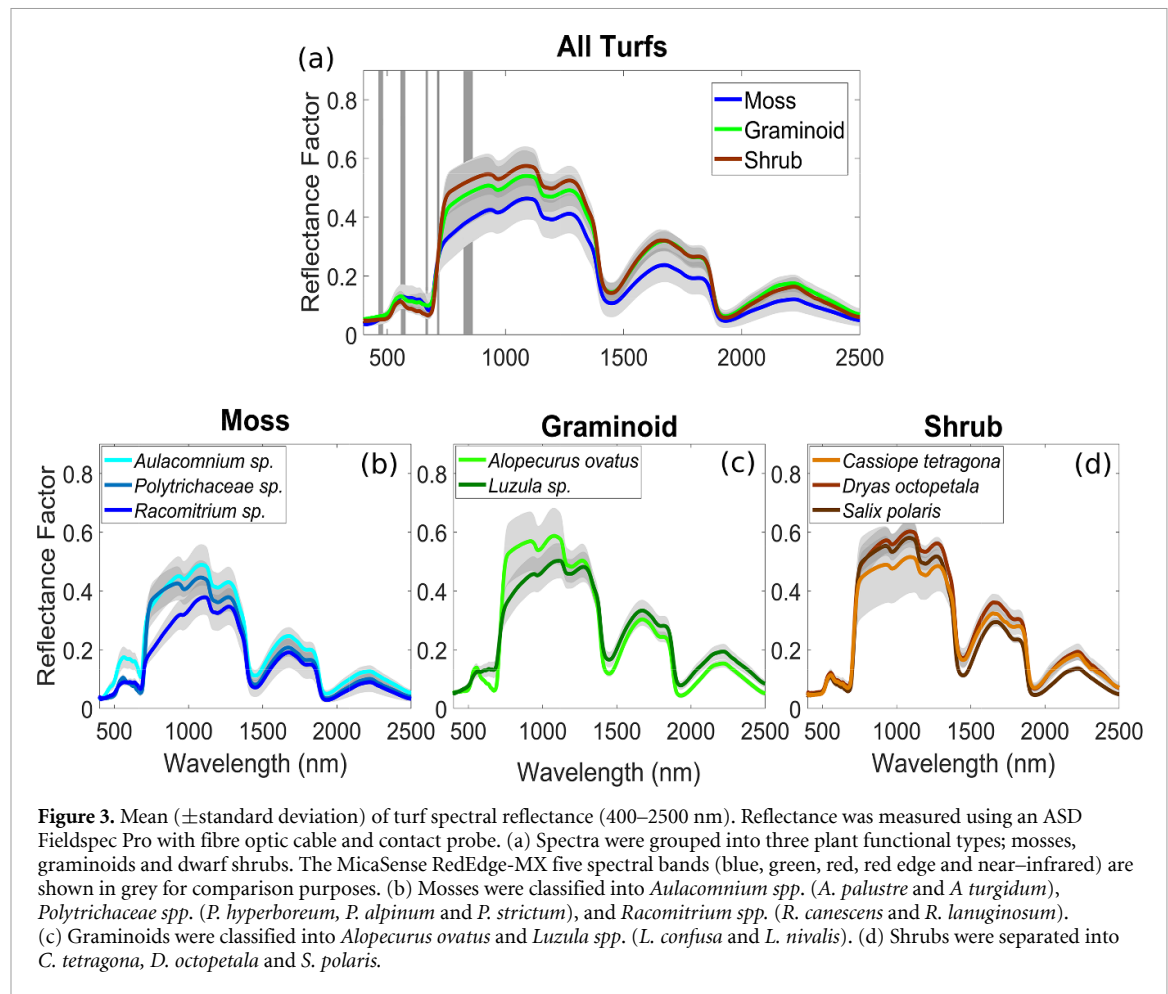 All Turfs
(a)
Reflectance Factor
0.8
0.6
0.4
0.2
0
Moss
Graminoid
Shrub
500 1000 1500 2000 2500
Moss
(b)
Reflectance Factor
0.8
0.6
0.4
0.2
0
Aulacomnium sp.
Polytrichaceae sp.
Racomitrium sp.
500 1000 1500 2000 2500
Wavelength (nm)
Graminoid
(c)
0.8
0.6
0.4
0.2
0
Alopecurus ovatus
Luzula sp.
500 1000 1500 2000 2500
Wavelength (nm)
Shrub
(d)
0.8
0.6
0.4
0.2
0
Cassiope tetragona
Dryas octopetala
Salix polaris
500 1000 1500 2000 2500
Wavelength (nm)
Figure 3. Mean (±standard deviation) of turf spectral reflectance (400–2500 nm). Reflectance was measured using an ASD
Fieldspec Pro with fibre optic cable and contact probe. (a) Spectra were grouped into three plant functional types; mosses,
graminoids and dwarf shrubs. The MicaSense RedEdge-MX five spectral bands (blue, green, red, red edge and near–infrared) are
shown in grey for comparison purposes. (b) Mosses were classified into Aulacomnium spp. (A. palustre and A turgidum),
Polytrichaceae spp. (P. hyperboreum, P. alpinum and P. strictum), and Racomitrium spp. (R. canescens and R. lanuginosum).
(c) Graminoids were classified into Alopecurus ovatus and Luzula spp. (L. confusa and L. nivalis). (d) Shrubs were separated into
C. tetragona, D. octopetala and S. polaris.